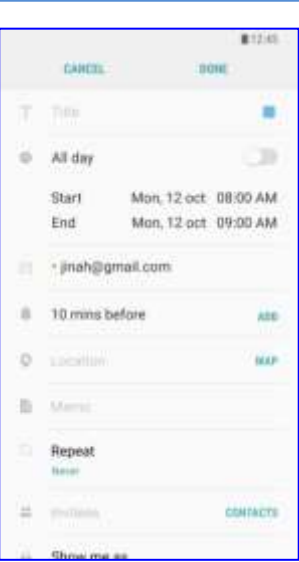 12:45
CANCEL DONE
Title
All day
Start Mon, 12 oct 08:00 AM
End Mon, 12 oct 09:00 AM
jinah@gmail.com
10 mins before ADD
Location MAP
Memo
Repeat
Never
Invitees CONTACTS
Show me as